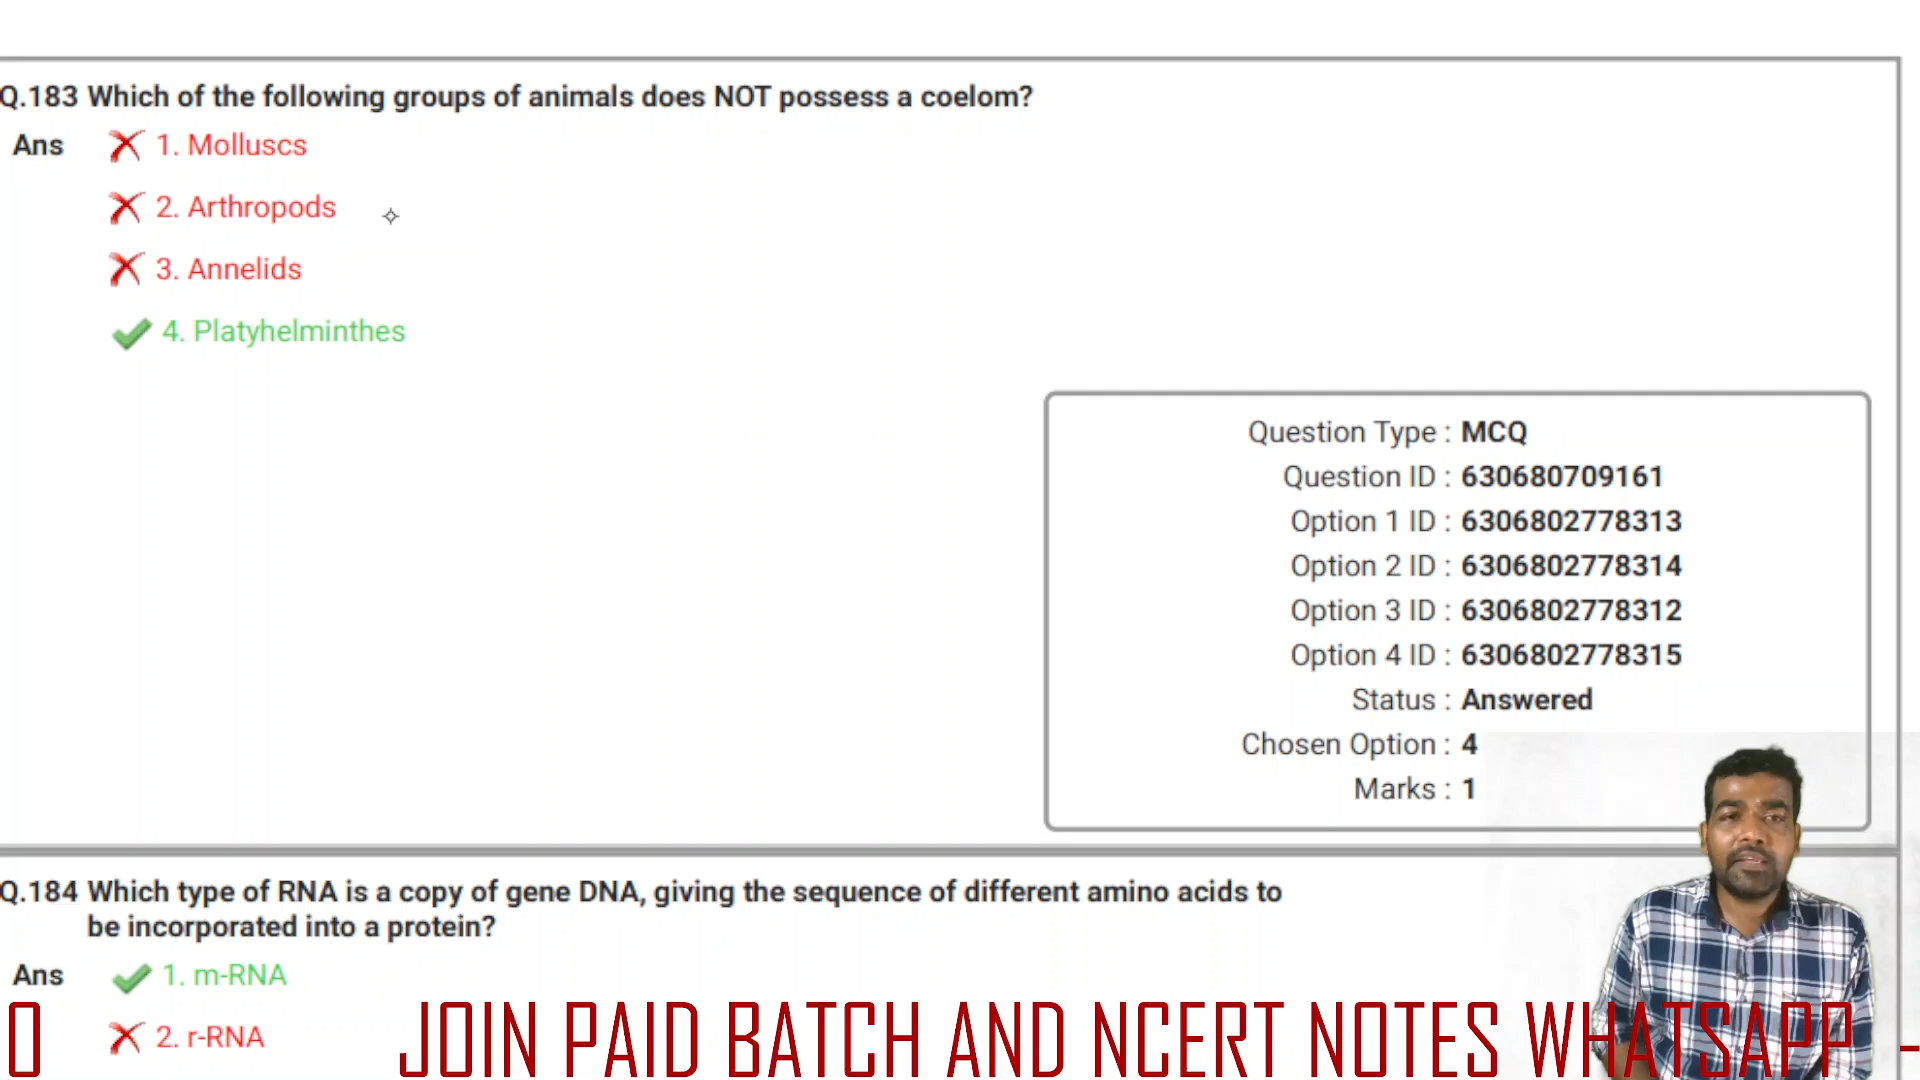 Q.183 Which of the following groups of animals does NOT possess a coelom?
Ans 1. Molluscs
2. Arthropods
3. Annelids
4. Platyhelminthes
Question Type : MCQ
Question ID : 630680709161
Option 1 ID : 6306802778313
Option 2 ID : 6306802778314
Option 3 ID : 6306802778312
Option 4 ID : 6306802778315
Status : Answered
Chosen Option : 4
Marks : 1
Q.184 Which type of RNA is a copy of gene DNA, giving the sequence of different amino acids to
be incorporated into a protein?
Ans 1. m-RNA
2. r-RNA
0 JOIN PAID BATCH AND NCERT NOTES WHATSAPP -